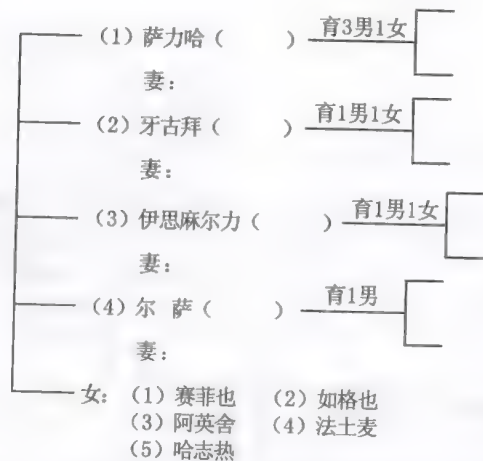 (1) 萨力哈 (　　) 育3男1女
妻：
(2) 牙古拜 (　　) 育1男1女
妻：
(3) 伊思麻尔力 (　　) 育1男1女
妻：
(4) 尔 萨 (　　) 育1男
妻：
女： (1) 赛菲也 (2) 如格也
(3) 阿英舍 (4) 法土麦
(5) 哈志热